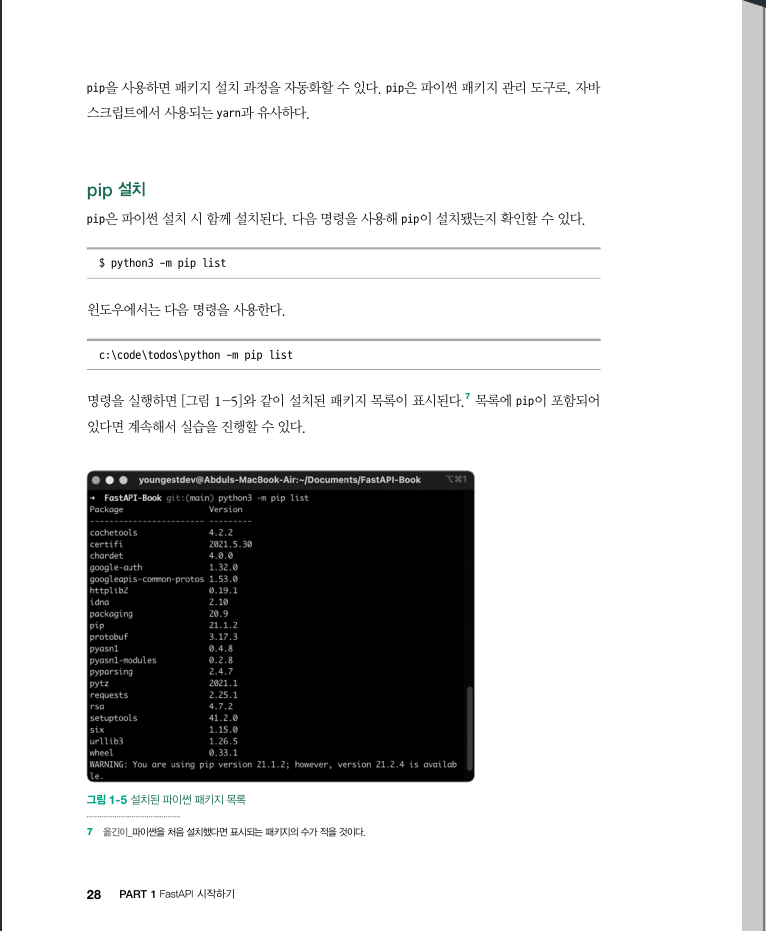 pip을 사용하면 패키지 설치 과정을 자동화할 수 있다. pip은 파이썬 패키지 관리 도구로, 자바
스크립트에서 사용되는 yarn과 유사하다.
pip 설치
pip은 파이썬 설치 시 함께 설치된다. 다음 명령을 사용해 pip이 설치됐는지 확인할 수 있다.
$ python3 -m pip list
윈도우에서는 다음 명령을 사용한다.
c:\code\todos\python -m pip list
명령을 실행하면 [그림 1-5]와 같이 설치된 패키지 목록이 표시된다.7 목록에 pip이 포함되어
있다면 계속해서 실습을 진행할 수 있다.
youngestdev@Abduls-MacBook-Air:~/Documents/FastAPI-Book ⌥⌘1
➜ FastAPI-Book git:(main) python3 -m pip list
Package Version
------------------------ ---------
cachetools 4.2.2
certifi 2021.5.30
chardet 4.0.0
google-auth 1.32.0
googleapis-common-protos 1.53.0
httplib2 0.19.1
idna 2.10
packaging 20.9
pip 21.1.2
protobuf 3.17.3
pyasn1 0.4.8
pyasn1-modules 0.2.8
pyparsing 2.4.7
pytz 2021.1
requests 2.25.1
rsa 4.7.2
setuptools 41.2.0
six 1.15.0
urllib3 1.26.5
wheel 0.33.1
WARNING: You are using pip version 21.1.2; however, version 21.2.4 is availab
le.
그림 1-5 설치된 파이썬 패키지 목록
7 옮긴이_파이썬을 처음 설치했다면 표시되는 패키지의 수가 적을 것이다.
28 PART 1 FastAPI 시작하기